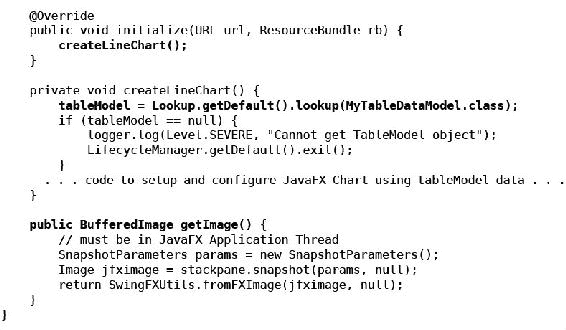 @Override
public void initialize(URL url, ResourceBundle rb) {
createLineChart();
}
private void createLineChart() {
tableModel = Lookup.getDefault().lookup(MyTableDataModel.class);
if (tableModel == null) {
logger.log(Level.SEVERE, "Cannot get TableModel object");
LifecycleManager.getDefault().exit();
}
. . . code to setup and configure JavaFX Chart using tableModel data . . .
}
public BufferedImage getImage() {
// must be in JavaFX Application Thread
SnapshotParameters params = new SnapshotParameters();
Image jfximage = stackpane.snapshot(params, null);
return SwingFXUtils.fromFXImage(jfximage, null);
}
}